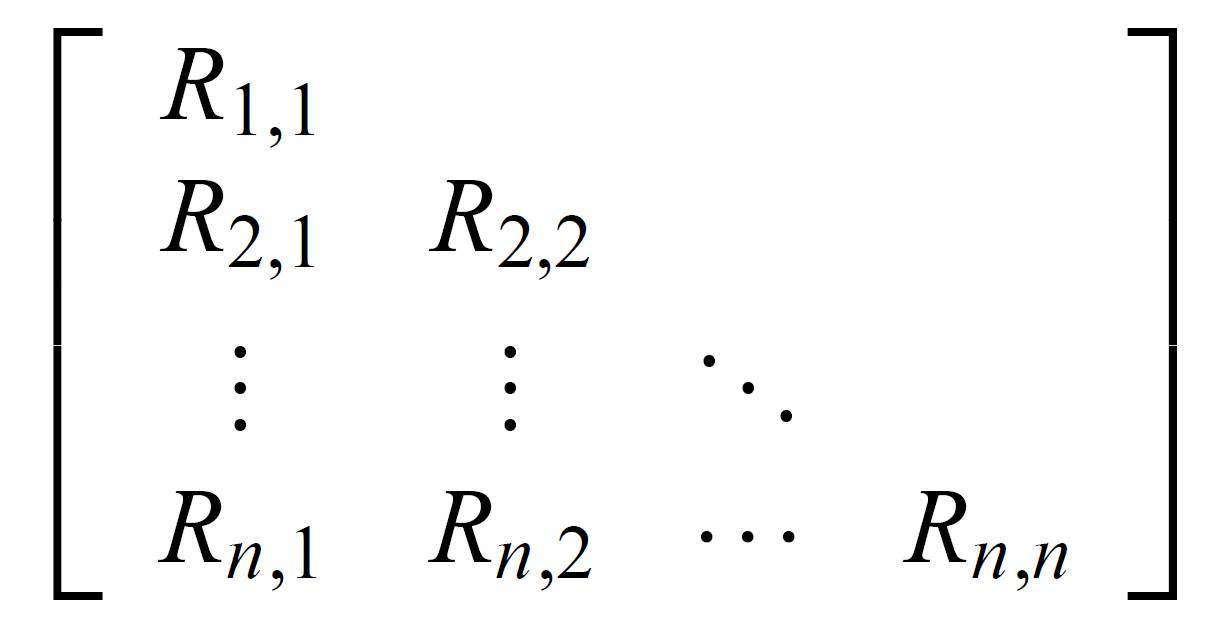 R1,1
R2,1 R2,2
⋮ ⋮ ⋱
Rn,1 Rn,2 ⋯ Rn,n